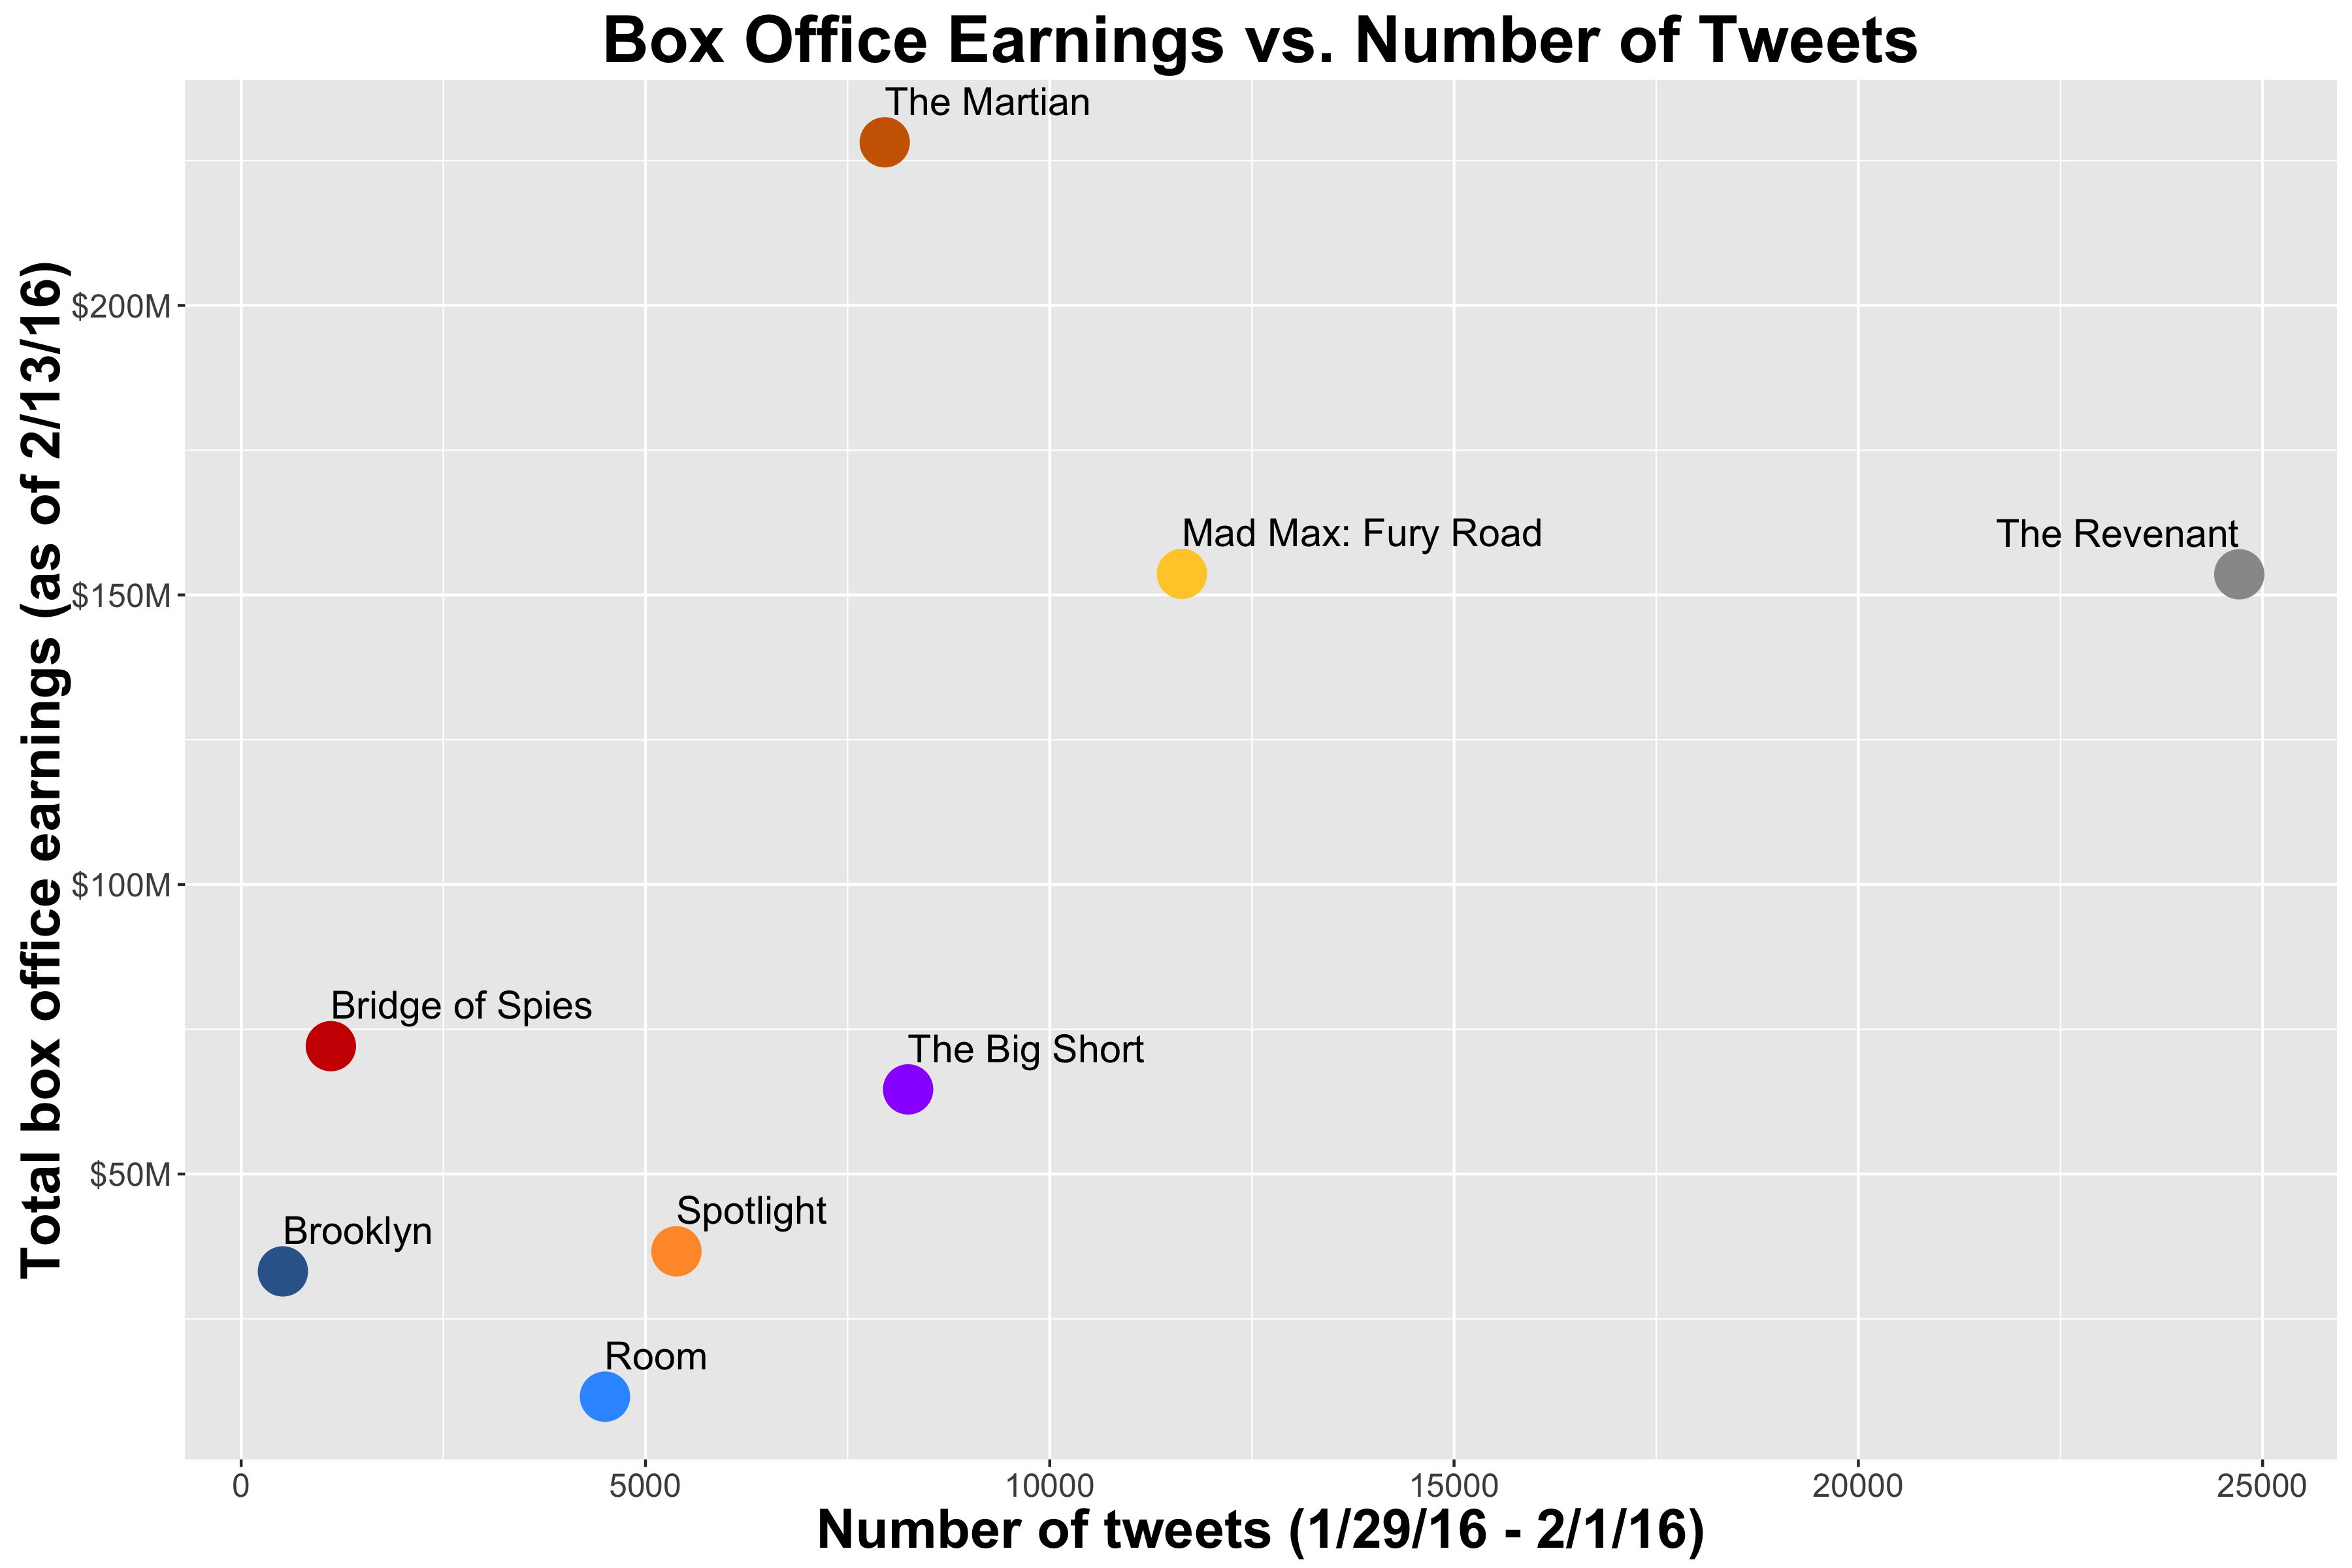 Box Office Earnings vs. Number of Tweets
Total box office earnings (as of 2/13/16)
$200M
$150M
$100M
$50M
The Martian
Mad Max: Fury Road
The Revenant
Bridge of Spies
The Big Short
Spotlight
Brooklyn
Room
0
5000
10000
15000
20000
25000
Number of tweets (1/29/16 - 2/1/16)